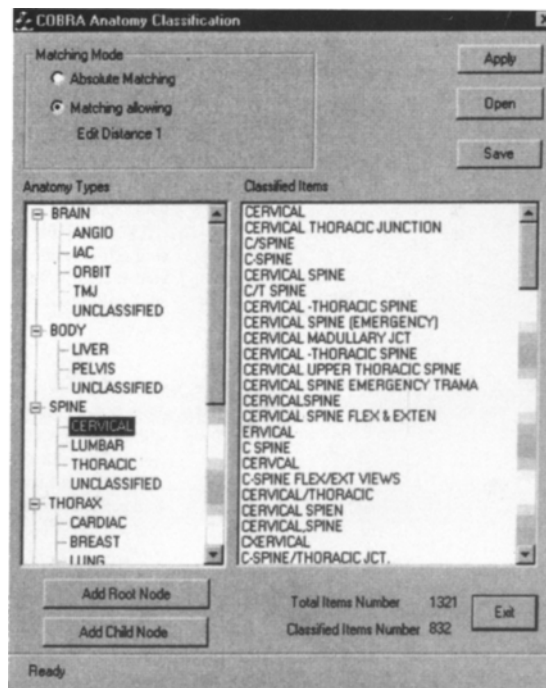 COBRA Anatomy Classification
Matching Mode
Absolute Matching
Matching allowing
Edit Distance 1
Apply
Open
Save
Anatomy Types
BRAIN
ANGIO
IAC
ORBIT
TMJ
UNCLASSIFIED
BODY
LIVER
PELVIS
UNCLASSIFIED
SPINE
CERVICAL
LUMBAR
THORACIC
UNCLASSIFIED
THORAX
CARDIAC
BREAST
LUNG
Classified Items
CERVICAL
CERVICAL THORACIC JUNCTION
C/SPINE
C-SPINE
CERVICAL SPINE
C/T SPINE
CERVICAL -THORACIC SPINE
CERVICAL SPINE (EMERGENCY)
CERVICAL MADULLARY JCT
CERVICAL -THORACIC SPINE
CERVICAL UPPER THORACIC SPINE
CERVICAL SPINE EMERGENCY TRAMA
CERVICALSPINE
CERVICAL SPINE FLEX & EXTEN
ERVICAL
C SPINE
CERVCAL
C-SPINE FLEX/EXT VIEWS
CERVICAL/THORACIC
CERVICAL SPIEN
CERVICAL,SPINE
CXERVICAL
C-SPINE/THORACIC JCT.
Add Root Node
Add Child Node
Total Items Number 1321
Classified Items Number 832
Exit
Ready